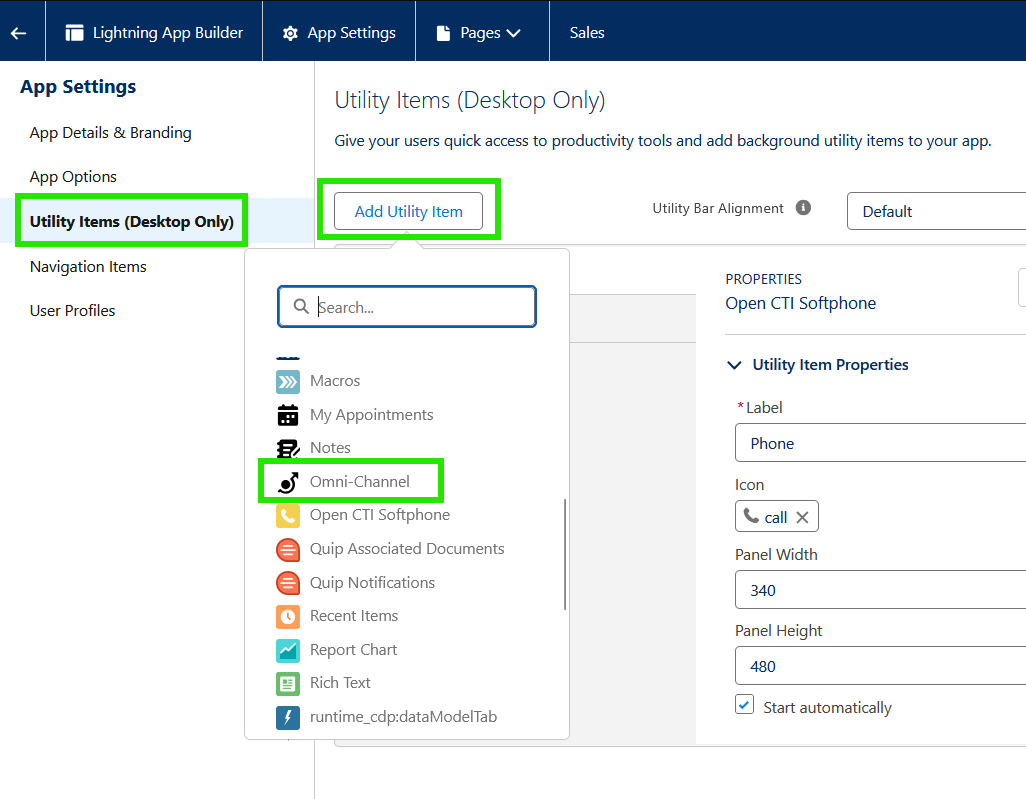 Lightning App Builder App Settings Pages Sales
App Settings
App Details & Branding
App Options
Utility Items (Desktop Only)
Navigation Items
User Profiles
Utility Items (Desktop Only)
Give your users quick access to productivity tools and add background utility items to your app.
Add Utility Item
Utility Bar Alignment
Default
Search...
Macros
My Appointments
Notes
Omni-Channel
Open CTI Softphone
Quip Associated Documents
Quip Notifications
Recent Items
Report Chart
Rich Text
runtime_cdp:dataModelTab
PROPERTIES
Open CTI Softphone
Utility Item Properties
*Label
Phone
Icon
call
Panel Width
340
Panel Height
480
Start automatically